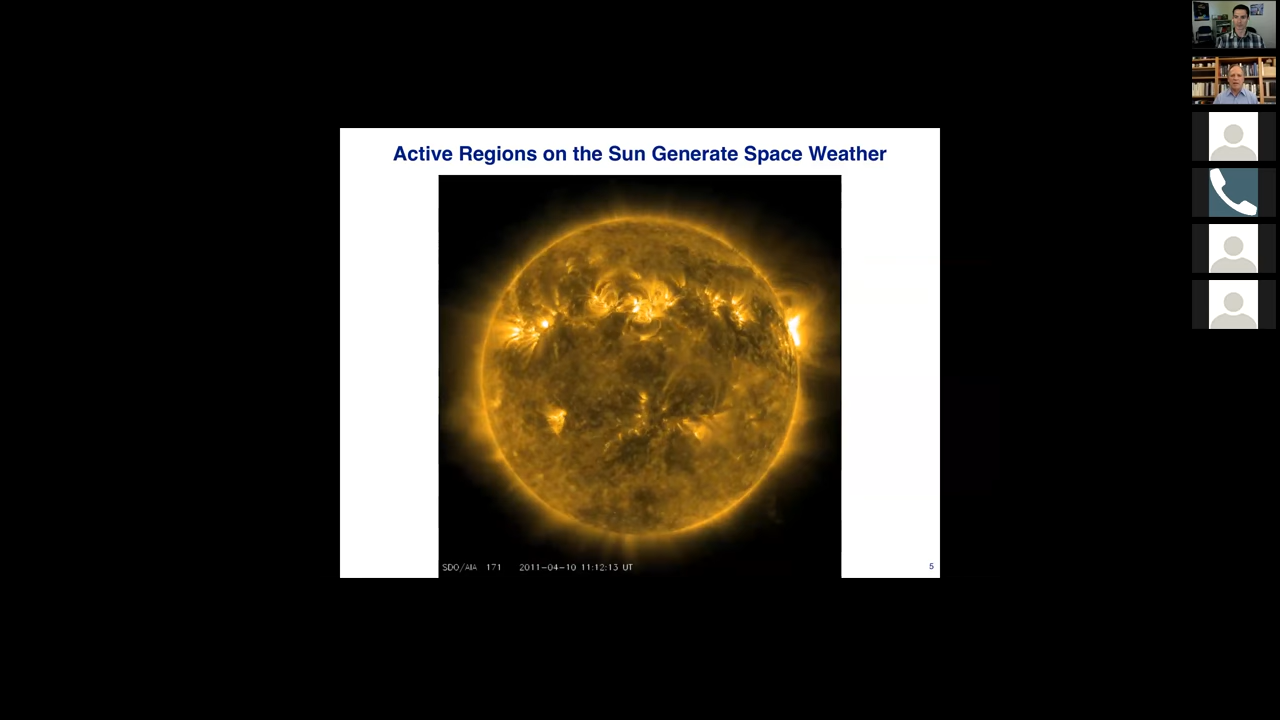 Active Regions on the Sun Generate Space Weather
SDO/AIA 171 2011-04-10 11:12:13 UT
5